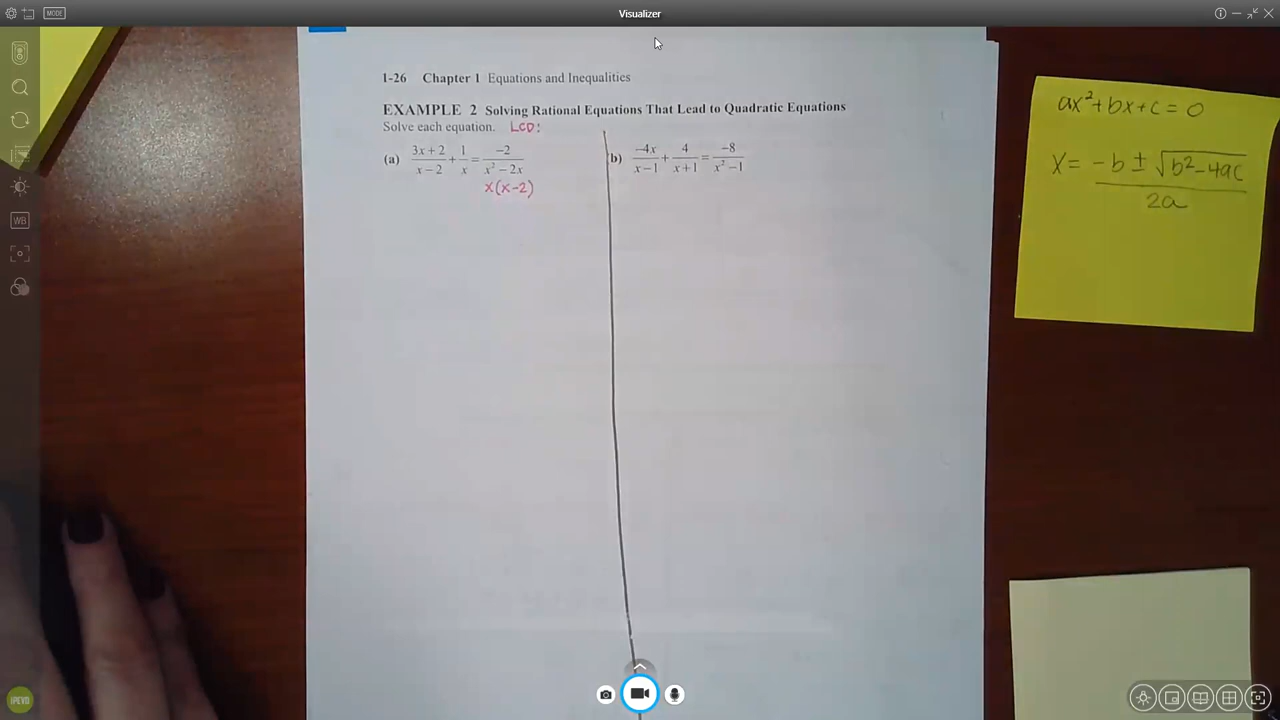 MODE
Visualizer
1-26 Chapter 1 Equations and Inequalities
EXAMPLE 2 Solving Rational Equations That Lead to Quadratic Equations
Solve each equation. LCD:
(a) (3x + 2)/(x − 2) + 1/x = −2/(x² − 2x)
x(x-2)
(b) −4x/(x − 1) + 4/(x + 1) = −8/(x² − 1)
ax²+bx+c=0
x= (-b ± √(b²-4ac))/2a
WB
IPEVO